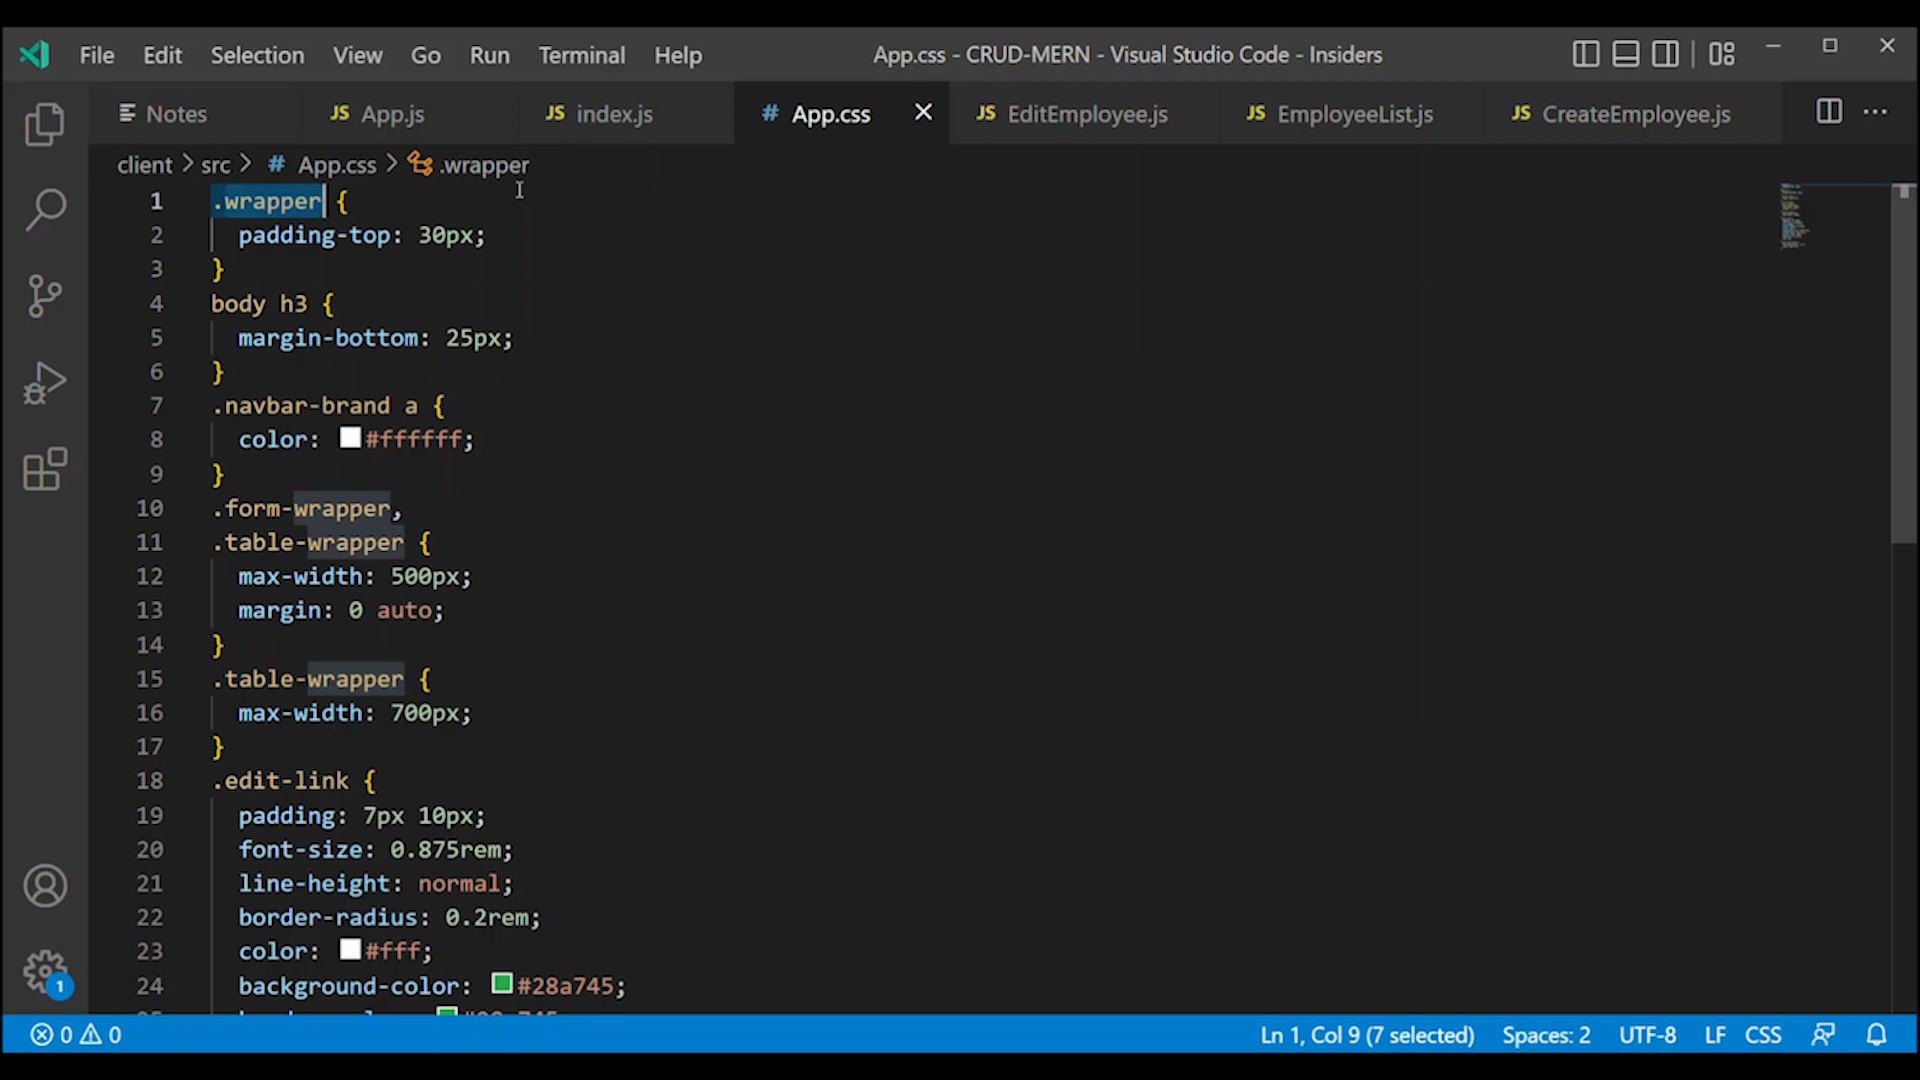 File Edit Selection View Go Run Terminal Help App.css - CRUD-MERN - Visual Studio Code - Insiders
Notes JS App.js JS index.js # App.css JS EditEmployee.js JS EmployeeList.js JS CreateEmployee.js
client > src > # App.css > .wrapper
1 .wrapper {
2 padding-top: 30px;
3 }
4 body h3 {
5 margin-bottom: 25px;
6 }
7 .navbar-brand a {
8 color: #ffffff;
9 }
10 .form-wrapper,
11 .table-wrapper {
12 max-width: 500px;
13 margin: 0 auto;
14 }
15 .table-wrapper {
16 max-width: 700px;
17 }
18 .edit-link {
19 padding: 7px 10px;
20 font-size: 0.875rem;
21 line-height: normal;
22 border-radius: 0.2rem;
23 color: #fff;
24 background-color: #28a745;
1
0 0 Ln 1, Col 9 (7 selected) Spaces: 2 UTF-8 LF CSS